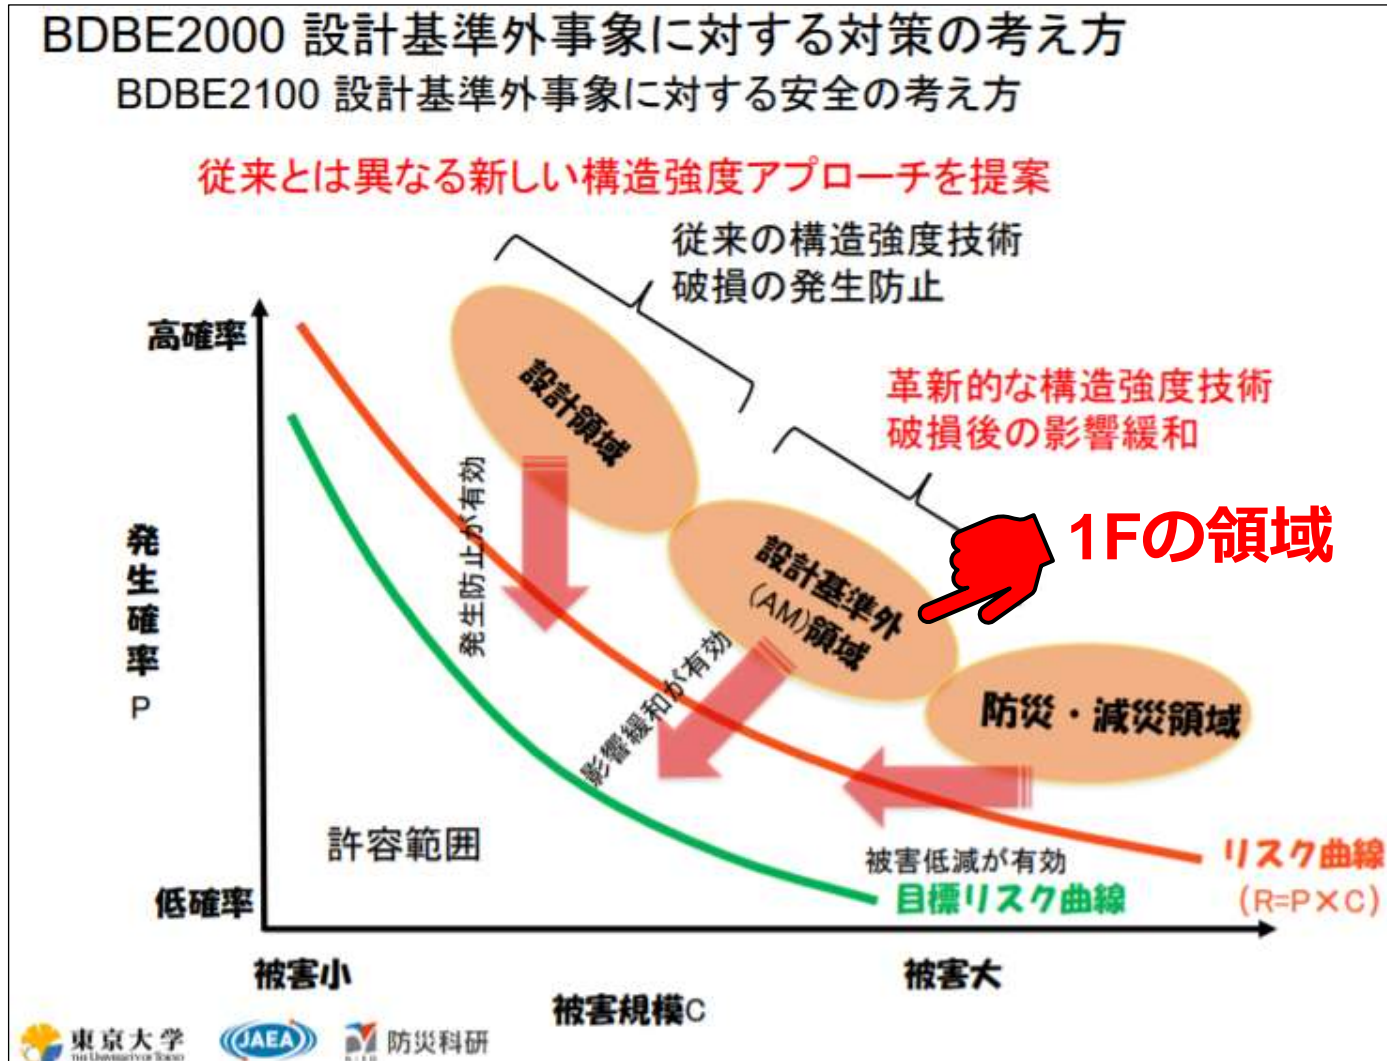 BDBE2000 設計基準外事象に対する対策の考え方
BDBE2100 設計基準外事象に対する安全の考え方
従来とは異なる新しい構造強度アプローチを提案
従来の構造強度技術
破損の発生防止
革新的な構造強度技術
破損後の影響緩和
1Fの領域
高確率
設計領域
発生防止が有効
設計基準外
(AM)領域
影響緩和が有効
防災・減災領域
発生確率
P
許容範囲
被害低減が有効
リスク曲線
(R=P×C)
目標リスク曲線
低確率
被害小
被害大
被害規模C
東京大学
THE UNIVERSITY OF TOKYO
JAEA
防災科研